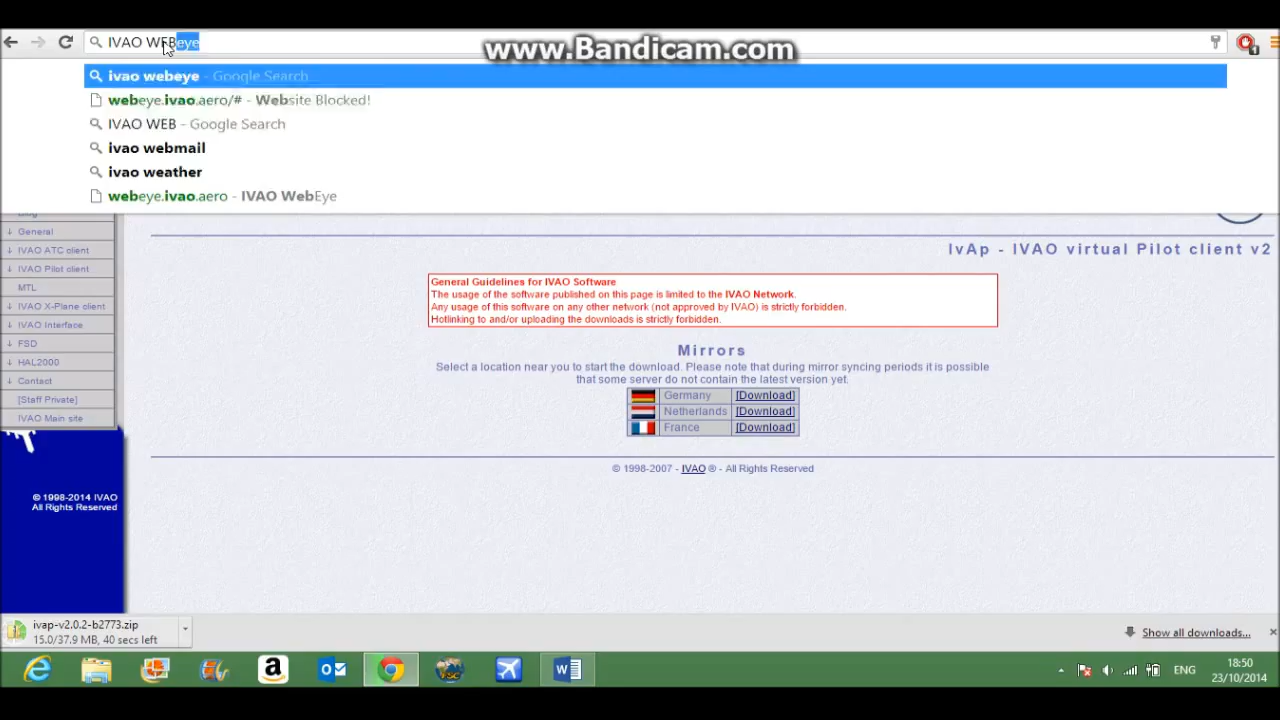 www.Bandicam.com
IVAO WEBeye
ivao webeye - Google Search
webeye.ivao.aero/# - Website Blocked!
IVAO WEB - Google Search
ivao webmail
ivao weather
webeye.ivao.aero - IVAO WebEye
General
IVAO ATC client
IVAO Pilot client
MTL
IVAO X-Plane client
IVAO Interface
FSD
HAL2000
Contact
[Staff Private]
IVAO Main site
© 1998-2014 IVAO
All Rights Reserved
IvAp - IVAO virtual Pilot client v2
General Guidelines for IVAO Software
The usage of the software published on this page is limited to the IVAO Network.
Any usage of this software on any other network (not approved by IVAO) is strictly forbidden.
Hotlinking to and/or uploading the downloads is strictly forbidden.
Mirrors
Select a location near you to start the download. Please note that during mirror syncing periods it is possible
that some server do not contain the latest version yet.
Germany [Download]
Netherlands [Download]
France [Download]
© 1998-2007 - IVAO ® - All Rights Reserved
ivap-v2.0.2-b2773.zip
15.0/37.9 MB, 40 secs left
Show all downloads...
ENG
18:50
23/10/2014